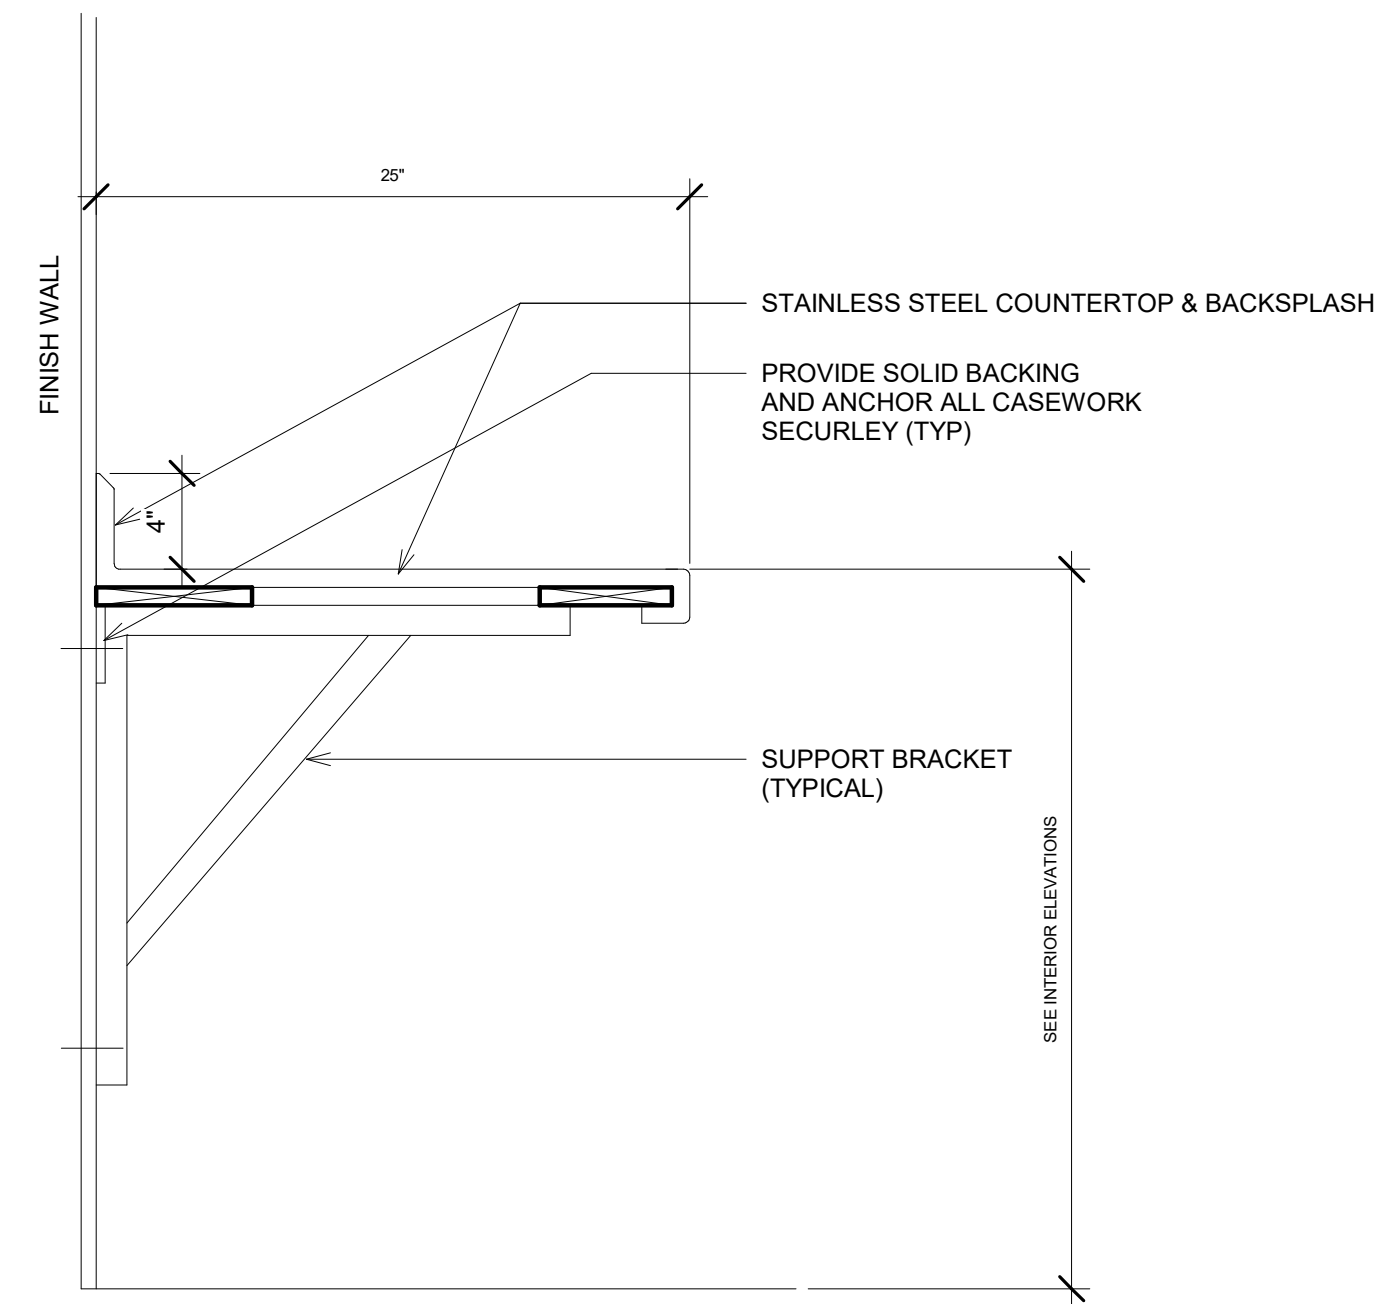 25"
FINISH WALL
STAINLESS STEEL COUNTERTOP & BACKSPLASH
PROVIDE SOLID BACKING
AND ANCHOR ALL CASEWORK
SECURLEY (TYP)
4"
SUPPORT BRACKET
(TYPICAL)
SEE INTERIOR ELEVATIONS